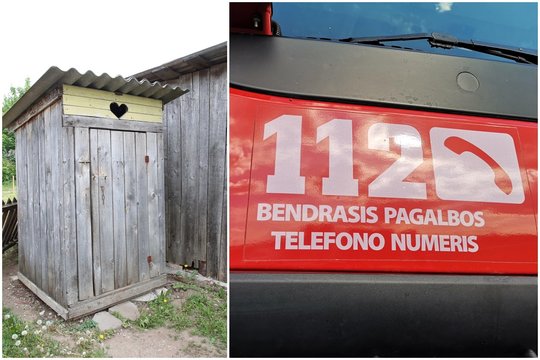 112
BENDRASIS PAGALBOS
TELEFONO NUMERIS